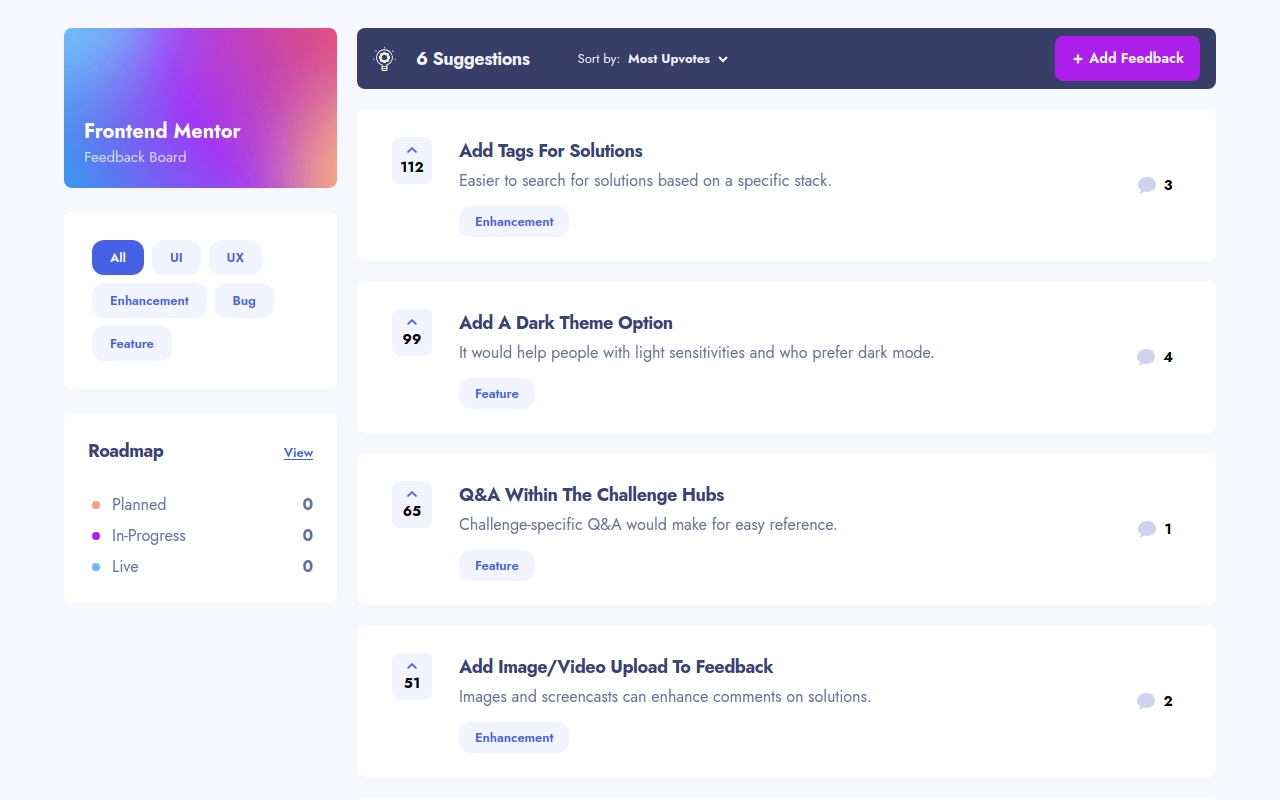 Frontend Mentor
Feedback Board
All
UI
UX
Enhancement
Bug
Feature
Roadmap
View
Planned
0
In-Progress
0
Live
0
6 Suggestions
Sort by: Most Upvotes
+ Add Feedback
112
Add Tags For Solutions
Easier to search for solutions based on a specific stack.
Enhancement
3
99
Add A Dark Theme Option
It would help people with light sensitivities and who prefer dark mode.
Feature
4
65
Q&A Within The Challenge Hubs
Challenge-specific Q&A would make for easy reference.
Feature
1
51
Add Image/Video Upload To Feedback
Images and screencasts can enhance comments on solutions.
Enhancement
2